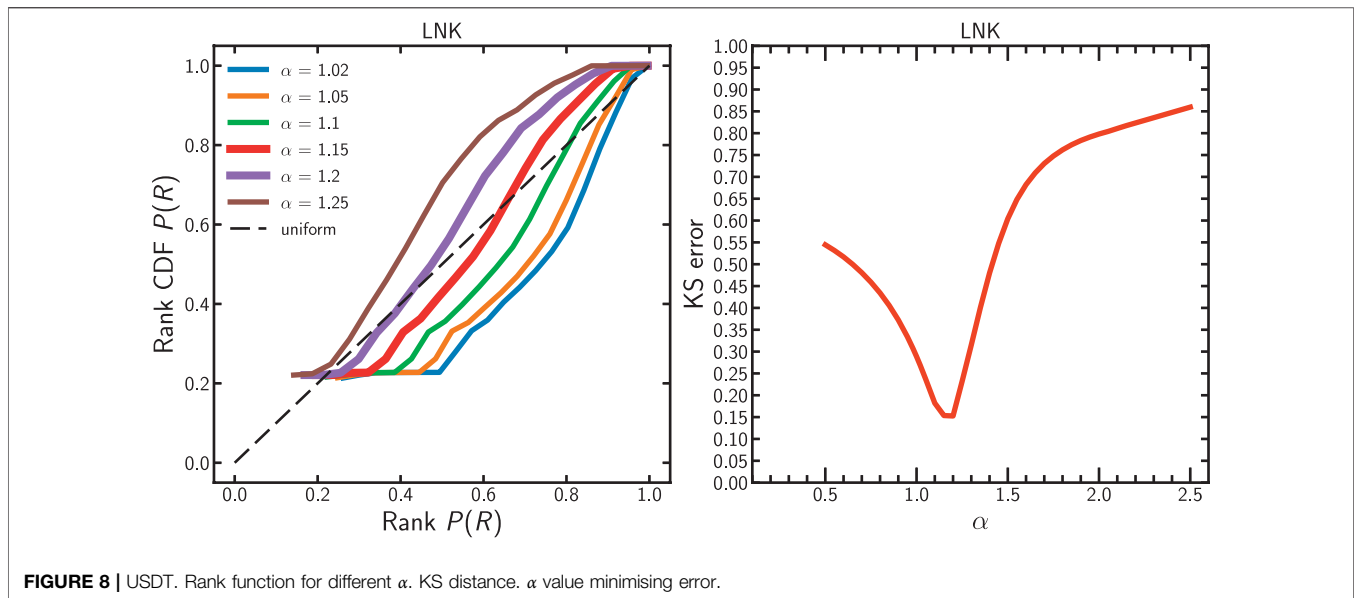 LNK
1.0
0.8
0.6
0.4
0.2
0.0
Rank CDF P(R)
α = 1.02
α = 1.05
α = 1.1
α = 1.15
α = 1.2
α = 1.25
uniform
0.0 0.2 0.4 0.6 0.8 1.0
Rank P(R)
LNK
1.00
0.95
0.90
0.85
0.80
0.75
0.70
0.65
0.60
0.55
0.50
0.45
0.40
0.35
0.30
0.25
0.20
0.15
0.10
0.05
0.00
KS error
0.5 1.0 1.5 2.0 2.5
α
FIGURE 8 | USDT. Rank function for different α. KS distance. α value minimising error.